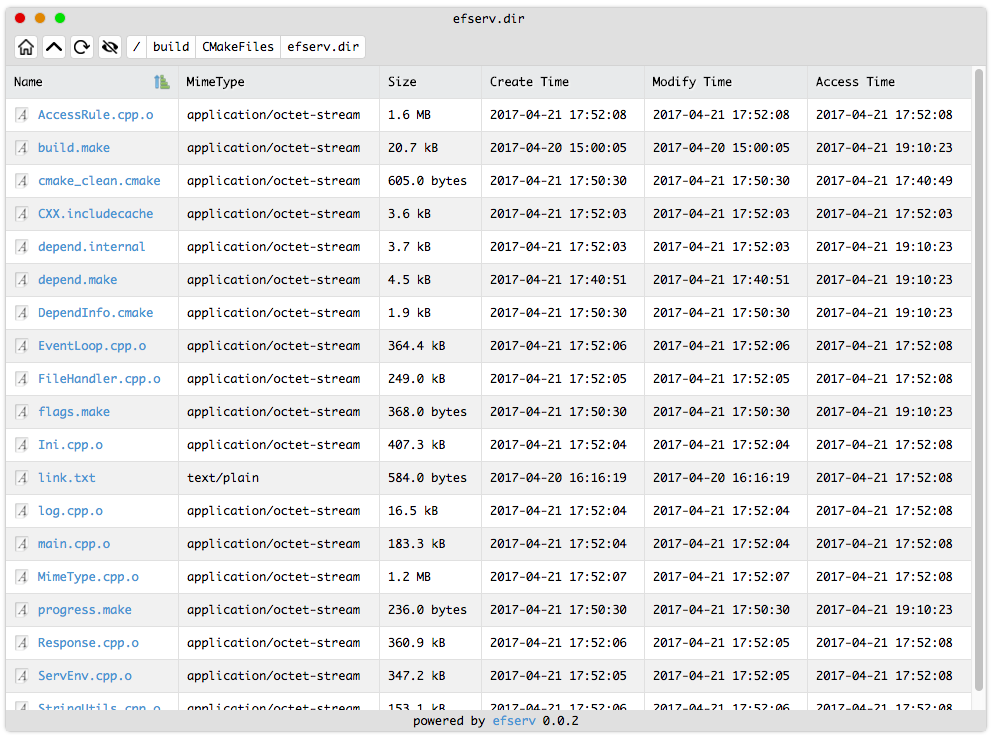 efserv.dir
/ build CMakeFiles efserv.dir
Name MimeType Size Create Time Modify Time Access Time
A AccessRule.cpp.o application/octet-stream 1.6 MB 2017-04-21 17:52:08 2017-04-21 17:52:08 2017-04-21 17:52:08
A build.make application/octet-stream 20.7 kB 2017-04-20 15:00:05 2017-04-20 15:00:05 2017-04-21 19:10:23
A cmake_clean.cmake application/octet-stream 605.0 bytes 2017-04-21 17:50:30 2017-04-21 17:50:30 2017-04-21 17:40:49
A CXX.includecache application/octet-stream 3.6 kB 2017-04-21 17:52:03 2017-04-21 17:52:03 2017-04-21 17:52:03
A depend.internal application/octet-stream 3.7 kB 2017-04-21 17:52:03 2017-04-21 17:52:03 2017-04-21 19:10:23
A depend.make application/octet-stream 4.5 kB 2017-04-21 17:40:51 2017-04-21 17:40:51 2017-04-21 19:10:23
A DependInfo.cmake application/octet-stream 1.9 kB 2017-04-21 17:50:30 2017-04-21 17:50:30 2017-04-21 19:10:23
A EventLoop.cpp.o application/octet-stream 364.4 kB 2017-04-21 17:52:06 2017-04-21 17:52:06 2017-04-21 17:52:08
A FileHandler.cpp.o application/octet-stream 249.0 kB 2017-04-21 17:52:05 2017-04-21 17:52:05 2017-04-21 17:52:08
A flags.make application/octet-stream 368.0 bytes 2017-04-21 17:50:30 2017-04-21 17:50:30 2017-04-21 19:10:23
A Ini.cpp.o application/octet-stream 407.3 kB 2017-04-21 17:52:04 2017-04-21 17:52:04 2017-04-21 17:52:08
A link.txt text/plain 584.0 bytes 2017-04-20 16:16:19 2017-04-20 16:16:19 2017-04-21 17:52:08
A log.cpp.o application/octet-stream 16.5 kB 2017-04-21 17:52:04 2017-04-21 17:52:04 2017-04-21 17:52:08
A main.cpp.o application/octet-stream 183.3 kB 2017-04-21 17:52:04 2017-04-21 17:52:04 2017-04-21 17:52:08
A MimeType.cpp.o application/octet-stream 1.2 MB 2017-04-21 17:52:07 2017-04-21 17:52:07 2017-04-21 17:52:08
A progress.make application/octet-stream 236.0 bytes 2017-04-21 17:50:30 2017-04-21 17:50:30 2017-04-21 19:10:23
A Response.cpp.o application/octet-stream 360.9 kB 2017-04-21 17:52:06 2017-04-21 17:52:05 2017-04-21 17:52:08
A ServEnv.cpp.o application/octet-stream 347.2 kB 2017-04-21 17:52:05 2017-04-21 17:52:05 2017-04-21 17:52:08
A StringUtils.cpp.o application/octet-stream 153.1 kB 2017-04-21 17:52:06 2017-04-21 17:52:06 2017-04-21 17:52:08
powered by efserv 0.0.2